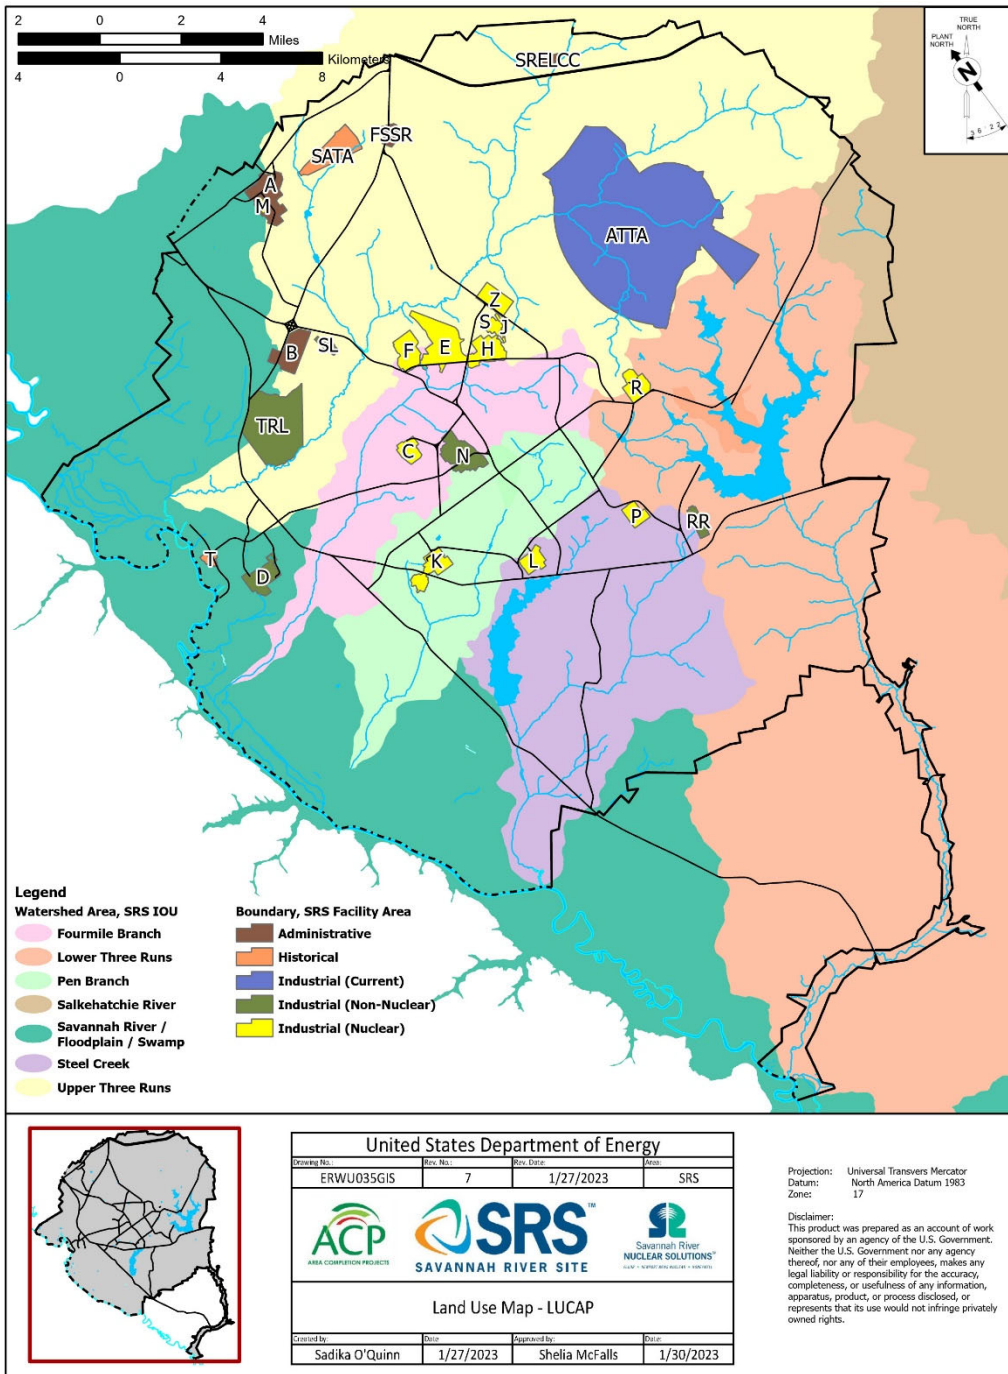 2 0 2 4
Miles
Kilometers
4 0 4 8
TRUE
NORTH
PLANT
NORTH
N
36°22'
SRELCC
FSSR
SATA
A
M
ATTA
Z
S
J
F
E
H
B
SL
R
TRL
C
N
P
RR
T
D
K
L
Legend
Watershed Area, SRS IOU
Fourmile Branch
Lower Three Runs
Pen Branch
Salkehatchie River
Savannah River /
Floodplain / Swamp
Steel Creek
Upper Three Runs
Boundary, SRS Facility Area
Administrative
Historical
Industrial (Current)
Industrial (Non-Nuclear)
Industrial (Nuclear)
United States Department of Energy
Drawing No.: Rev. No.: Rev. Date: Area:
ERWU035GIS 7 1/27/2023 SRS
ACP
AREA COMPLETION PROJECTS
SRS™
SAVANNAH RIVER SITE
Savannah River
NUCLEAR SOLUTIONS
Land Use Map - LUCAP
Created by: Date Approved by: Date:
Sadika O'Quinn 1/27/2023 Shelia McFalls 1/30/2023
Projection: Universal Transvers Mercator
Datum: North America Datum 1983
Zone: 17
Disclaimer:
This product was prepared as an account of work
sponsored by an agency of the U.S. Government.
Neither the U.S. Government nor any agency
thereof, nor any of their employees, makes any
legal liability or responsibility for the accuracy,
completeness, or usefulness of any information,
apparatus, product, or process disclosed, or
represents that its use would not infringe privately
owned rights.